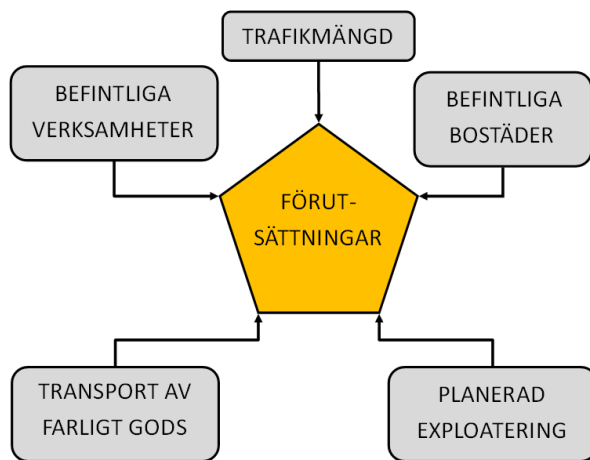 TRAFIKMÄNGD
BEFINTLIGA
VERKSAMHETER
BEFINTLIGA
BOSTÄDER
FÖRUT-
SÄTTNINGAR
TRANSPORT AV
FARLIGT GODS
PLANERAD
EXPLOATERING